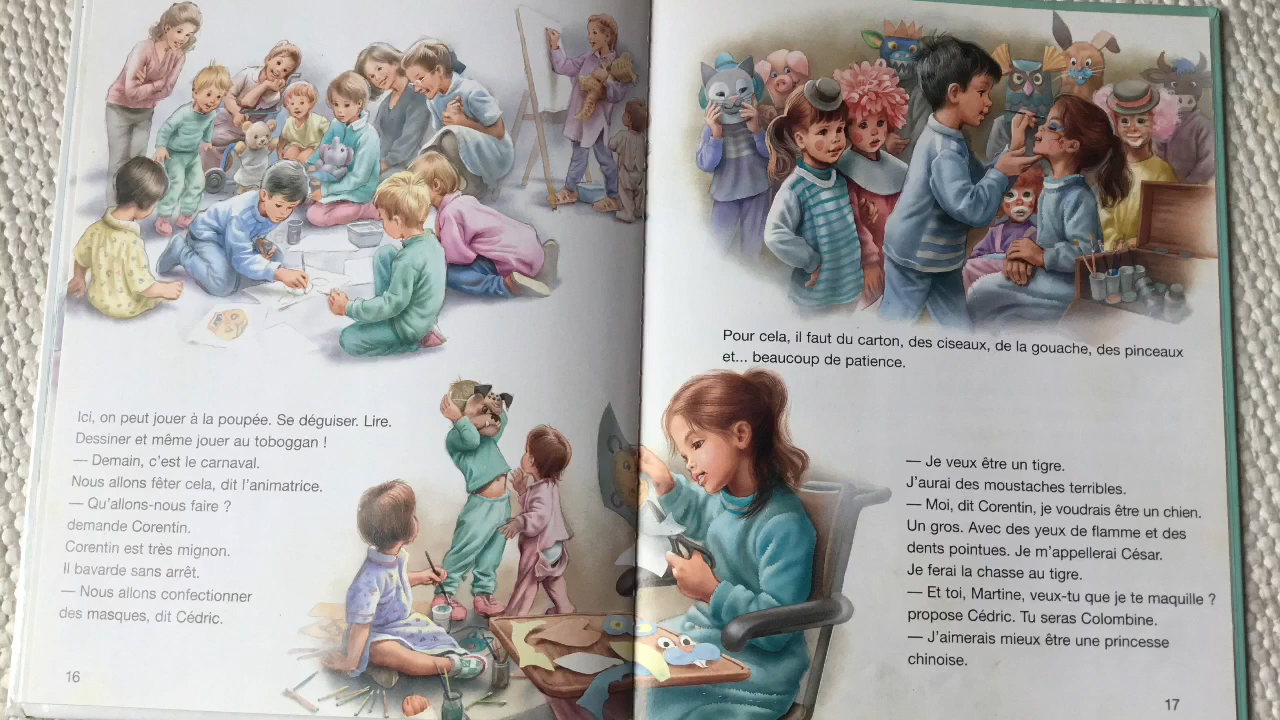 Ici, on peut jouer à la poupée. Se déguiser. Lire.
Dessiner et même jouer au toboggan !
— Demain, c'est le carnaval.
Nous allons fêter cela, dit l'animatrice.
— Qu'allons-nous faire ?
demande Corentin.
Corentin est très mignon.
Il bavarde sans arrêt.
— Nous allons confectionner
des masques, dit Cédric.
16
Pour cela, il faut du carton, des ciseaux, de la gouache, des pinceaux
et... beaucoup de patience.
— Je veux être un tigre.
J'aurai des moustaches terribles.
— Moi, dit Corentin, je voudrais être un chien.
Un gros. Avec des yeux de flamme et des
dents pointues. Je m'appellerai César.
Je ferai la chasse au tigre.
— Et toi, Martine, veux-tu que je te maquille ?
propose Cédric. Tu seras Colombine.
— J'aimerais mieux être une princesse
chinoise.
17